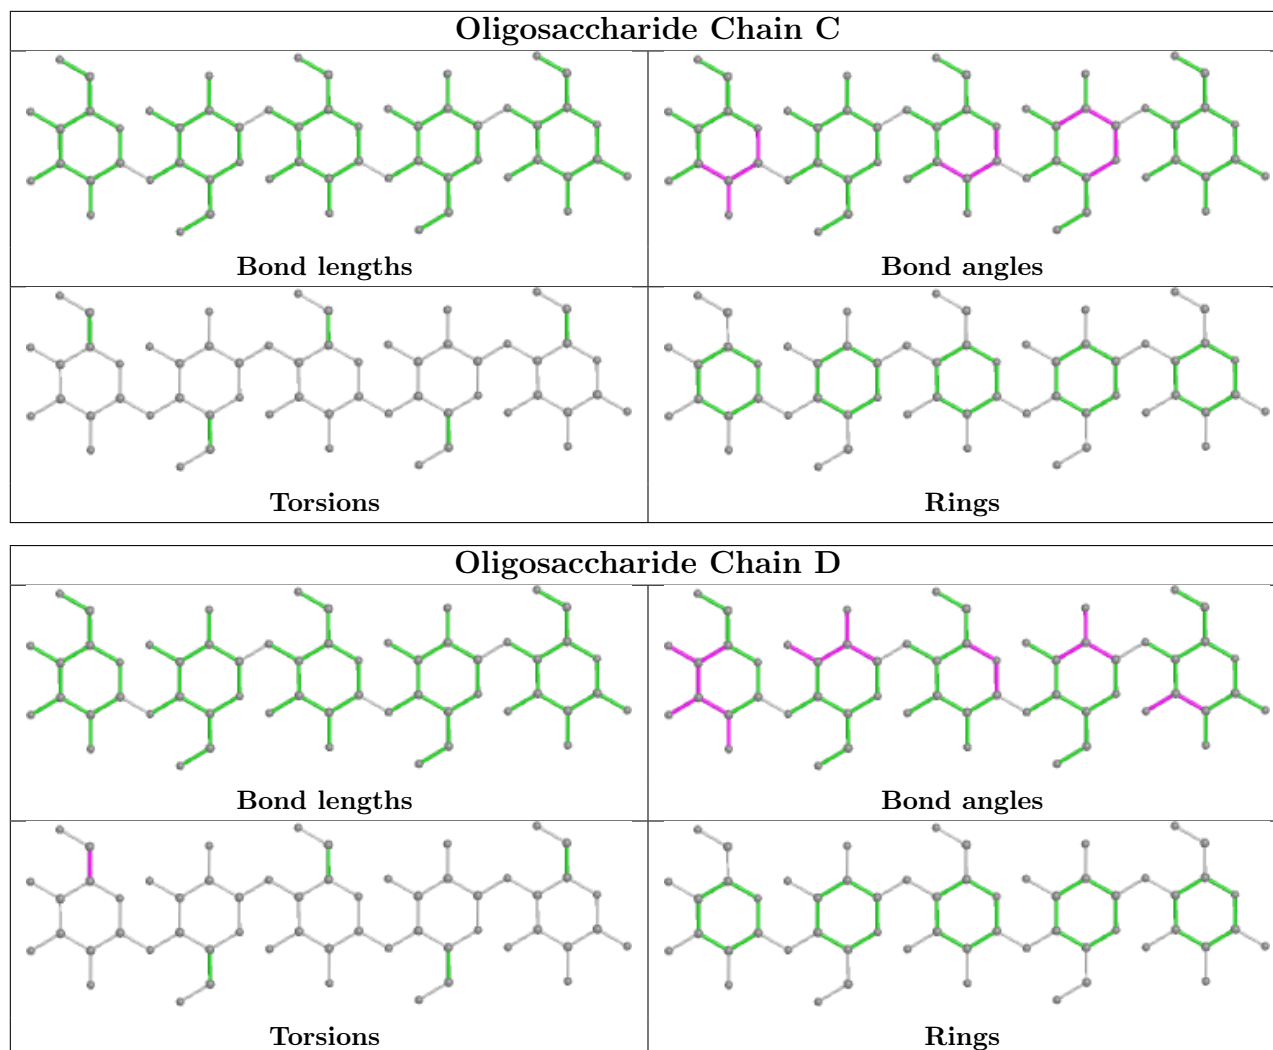 Oligosaccharide Chain C
Bond lengths
Bond angles
Torsions
Rings
Oligosaccharide Chain D
Bond lengths
Bond angles
Torsions
Rings